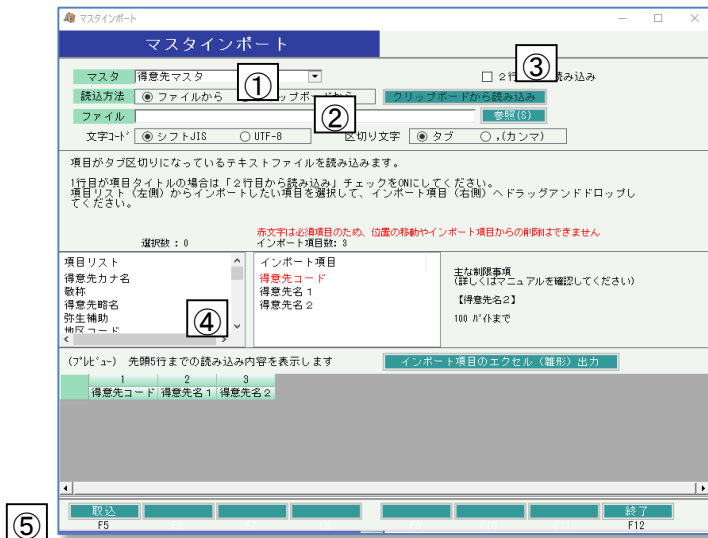 マスタインポート
マスタインポート
マスタ 得意先マスタ ① □ 2行 ③ 読み込み
読込方法 ファイルから ップボードから クリップボードから読み込み
ファイル ② 参照(S)
文字コード シフトJIS UTF-8 区切り文字 タブ ,(カンマ)
項目がタブ区切りになっているテキストファイルを読み込みます。
1行目が項目タイトルの場合は「2行目から読み込み」チェックをONにしてください。
項目リスト(左側)からインポートしたい項目を選択して、インポート項目(右側)へドラッグアンドドロップし
てください。
赤文字は必須項目のため、位置の移動やインポート項目からの削除はできません
選択数 : 0 インポート項目数: 3
項目リスト
得意先カナ名
敬称
得意先略名
弥生補助
地区コード
④
インポート項目
得意先コード
得意先名1
得意先名2
主な制限事項
(詳しくはマニュアルを確認してください)
【得意先名2】
100 バイトまで
(プレビュー) 先頭5行までの読み込み内容を表示します インポート項目のエクセル(雛形)出力
1 2 3
得意先コード 得意先名1 得意先名2
取込 終了
⑤ F5 F6 F7 F8 F9 F10 F11 F12